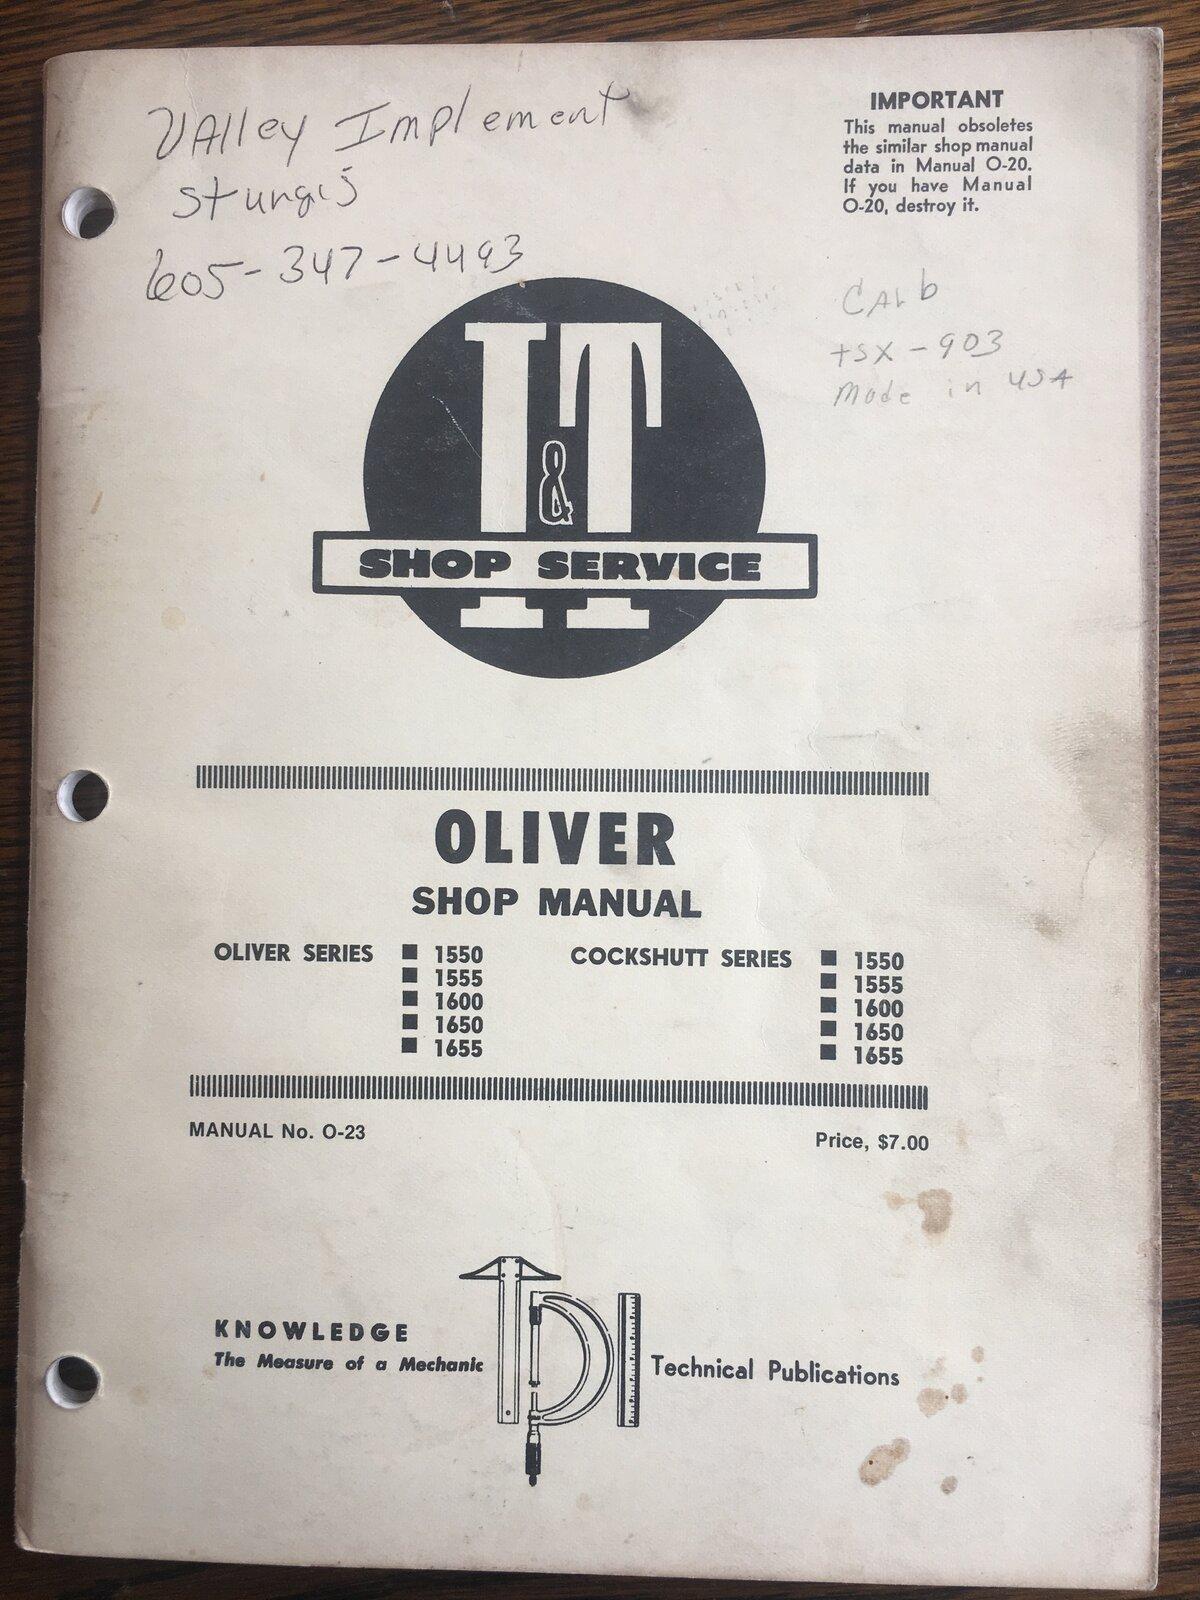 VAlley Implement
Sturgis
605-347-4493
IMPORTANT
This manual obsoletes
the similar shop manual
data in Manual O-20.
If you have Manual
O-20, destroy it.
CALb
tsx-903
Made in USA
I&T
SHOP SERVICE
OLIVER
SHOP MANUAL
OLIVER SERIES ■ 1550
■ 1555
■ 1600
■ 1650
■ 1655
COCKSHUTT SERIES ■ 1550
■ 1555
■ 1600
■ 1650
■ 1655
MANUAL No. O-23
Price, $7.00
KNOWLEDGE
The Measure of a Mechanic
TPI
Technical Publications